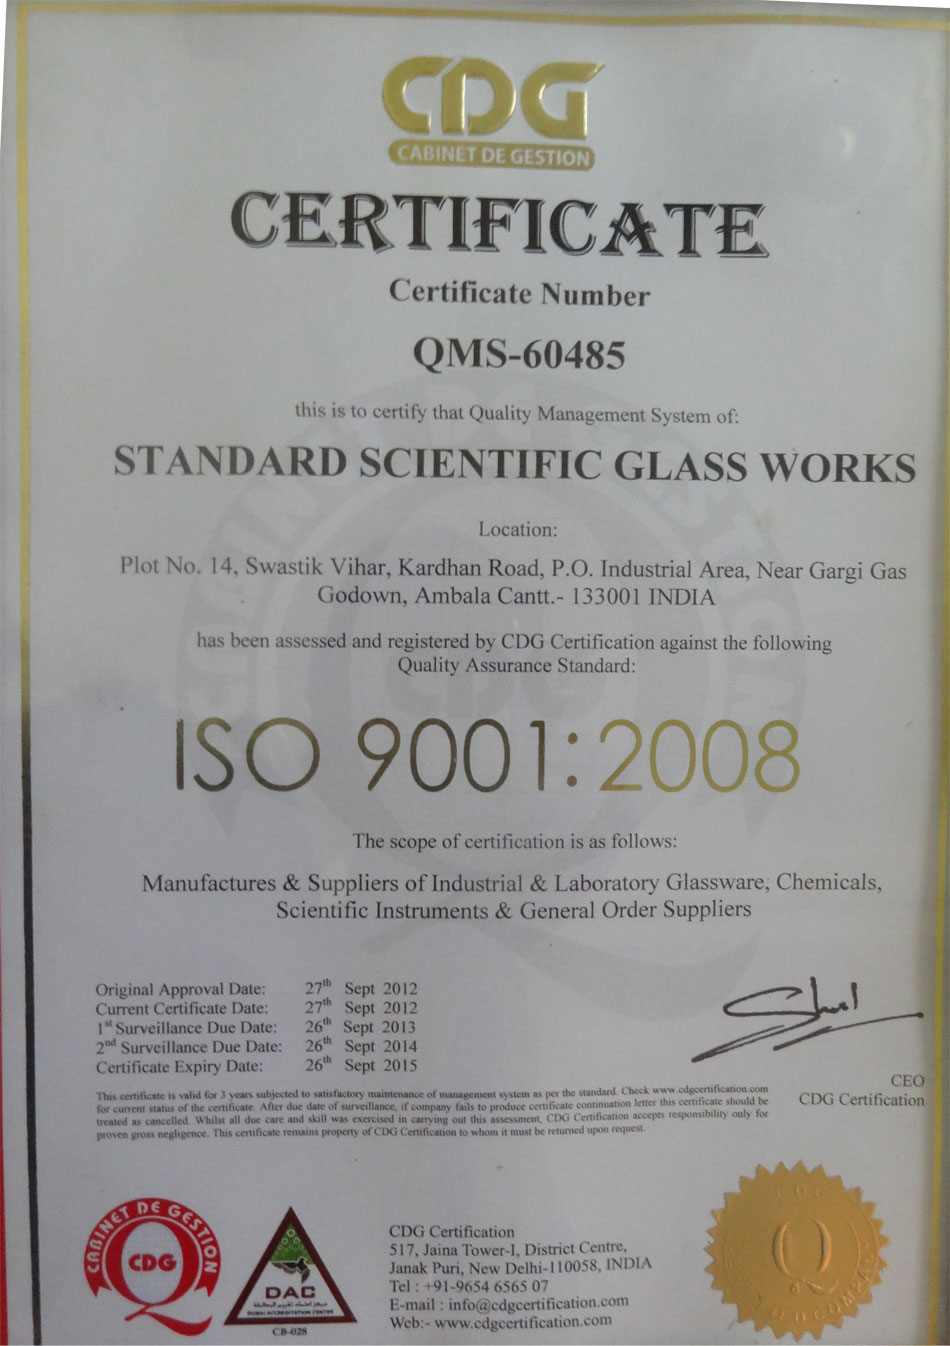 CDG
CABINET DE GESTION
CERTIFICATE
Certificate Number
QMS-60485
this is to certify that Quality Management System of:
STANDARD SCIENTIFIC GLASS WORKS
Location:
Plot No. 14, Swastik Vihar, Kardhan Road, P.O. Industrial Area, Near Gargi Gas
Godown, Ambala Cantt.- 133001 INDIA
has been assessed and registered by CDG Certification against the following
Quality Assurance Standard:
ISO 9001:2008
The scope of certification is as follows:
Manufactures & Suppliers of Industrial & Laboratory Glassware, Chemicals,
Scientific Instruments & General Order Suppliers
Original Approval Date: 27th Sept 2012
Current Certificate Date: 27th Sept 2012
1st Surveillance Due Date: 26th Sept 2013
2nd Surveillance Due Date: 26th Sept 2014
Certificate Expiry Date: 26th Sept 2015
CEO
CDG Certification
This certificate is valid for 3 years subjected to satisfactory maintenance of management system as per the standard. Check www.cdgcertification.com
for current status of the certificate. After due date of surveillance, if company fails to produce certificate continuation letter this certificate should be
treated as cancelled. Whilst all due care and skill was exercised in carrying out this assessment, CDG Certification accepts responsibility only for
proven gross negligence. This certificate remains property of CDG Certification to whom it must be returned upon request.
CABINET DE GESTION
CDG
DAC
DUBAI ACCREDITATION CENTRE
CB-028
CDG Certification
517, Jaina Tower-I, District Centre,
Janak Puri, New Delhi-110058, INDIA
Tel : +91-9654 6565 07
E-mail : info@cdgcertification.com
Web:- www.cdgcertification.com
CDG
Q